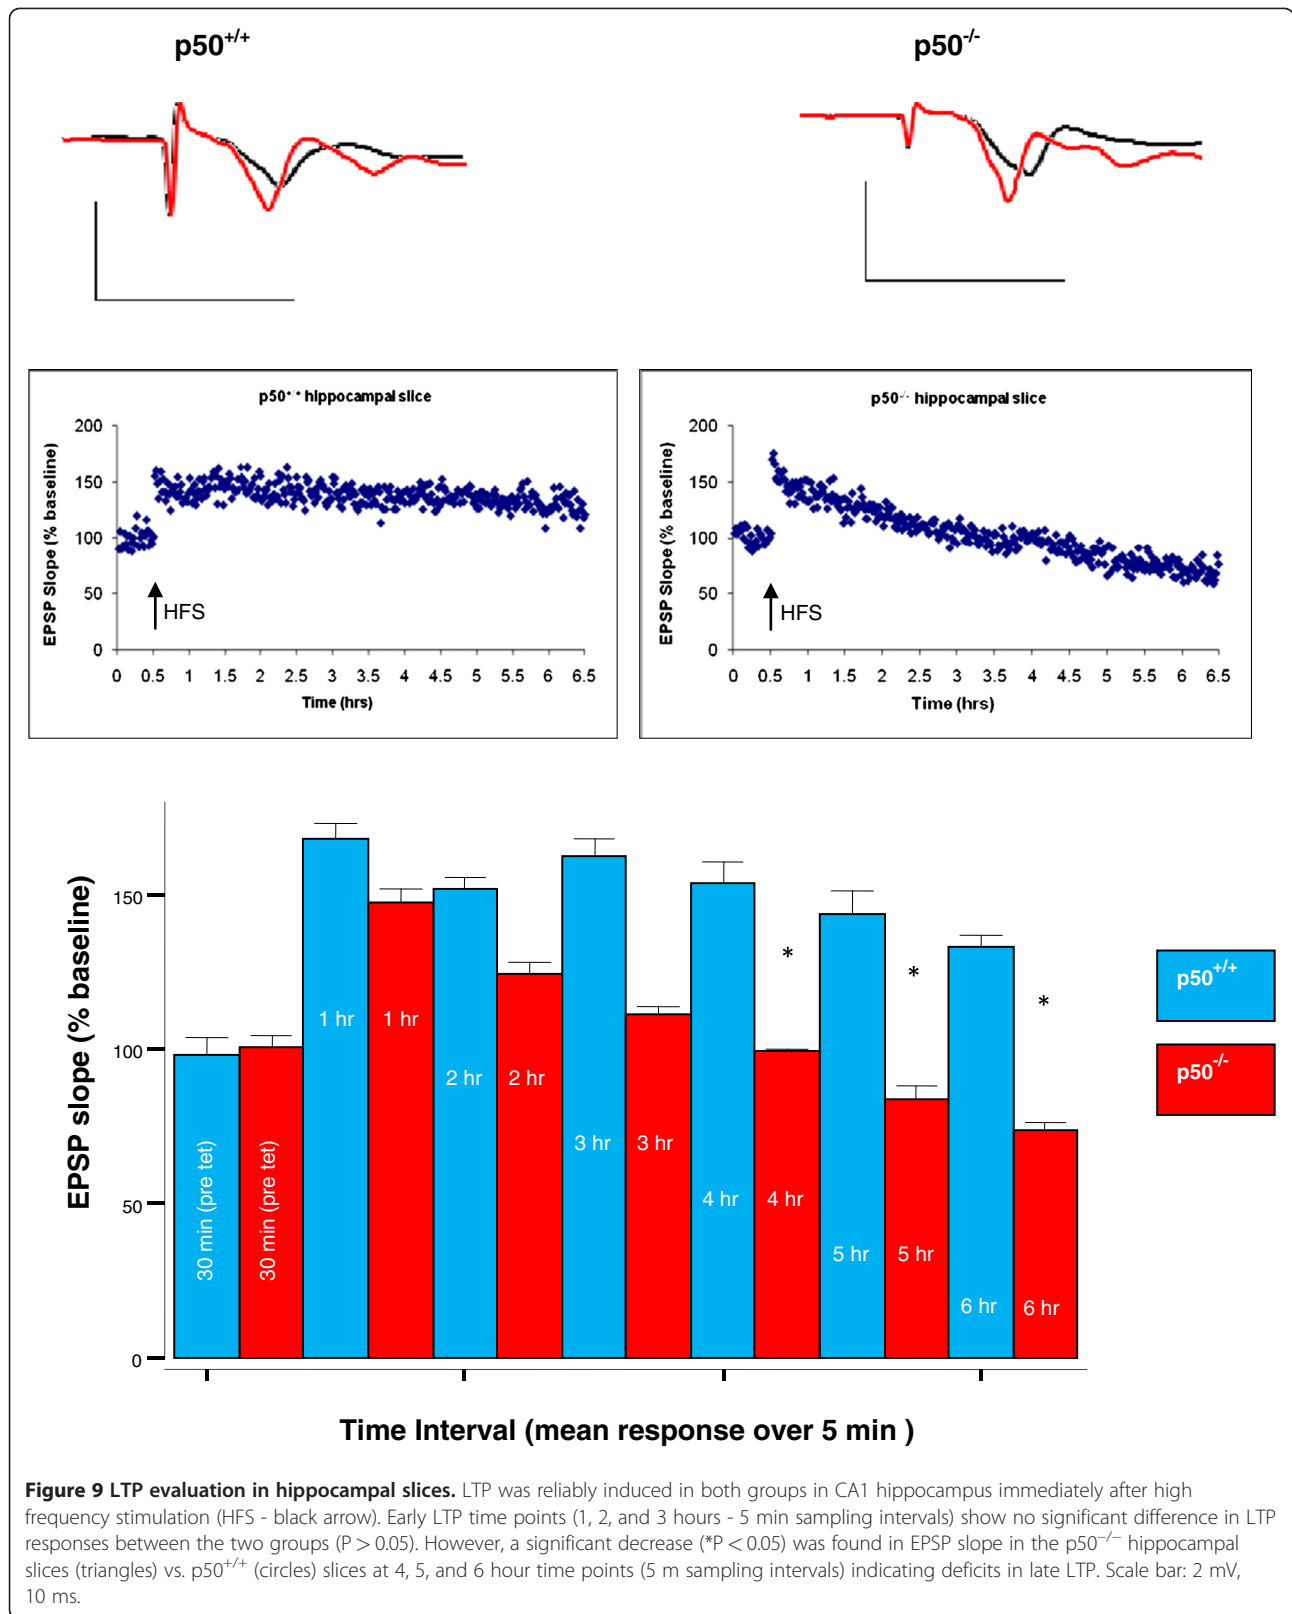 p50+/+
p50-/-
p50+/+ hippocampal slice
200
150
100
50
0
EPSP Slope (% baseline)
HFS
0 0.5 1 1.5 2 2.5 3 3.5 4 4.5 5 5.5 6 6.5
Time (hrs)
p50-/- hippocampal slice
200
150
100
50
0
EPSP Slope (% baseline)
HFS
0 0.5 1 1.5 2 2.5 3 3.5 4 4.5 5 5.5 6 6.5
Time (hrs)
EPSP slope (% baseline)
150
100
50
0
30 min (pre tet)
30 min (pre tet)
1 hr
1 hr
2 hr
2 hr
3 hr
3 hr
4 hr
*
4 hr
5 hr
*
5 hr
6 hr
*
6 hr
p50+/+
p50-/-
Time Interval (mean response over 5 min )
Figure 9 LTP evaluation in hippocampal slices. LTP was reliably induced in both groups in CA1 hippocampus immediately after high
frequency stimulation (HFS - black arrow). Early LTP time points (1, 2, and 3 hours - 5 min sampling intervals) show no significant difference in LTP
responses between the two groups (P > 0.05). However, a significant decrease (*P < 0.05) was found in EPSP slope in the p50−/− hippocampal
slices (triangles) vs. p50+/+ (circles) slices at 4, 5, and 6 hour time points (5 m sampling intervals) indicating deficits in late LTP. Scale bar: 2 mV,
10 ms.